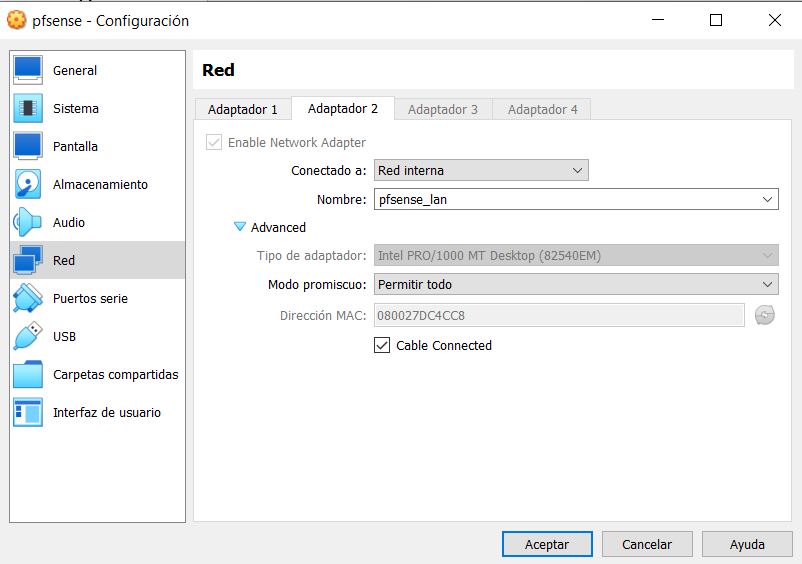 pfsense - Configuración
General
Sistema
Pantalla
Almacenamiento
Audio
Red
Puertos serie
USB
Carpetas compartidas
Interfaz de usuario
Red
Adaptador 1 Adaptador 2 Adaptador 3 Adaptador 4
Enable Network Adapter
Conectado a: Red interna
Nombre: pfsense_lan
Advanced
Tipo de adaptador: Intel PRO/1000 MT Desktop (82540EM)
Modo promiscuo: Permitir todo
Dirección MAC: 080027DC4CC8
Cable Connected
Aceptar Cancelar Ayuda